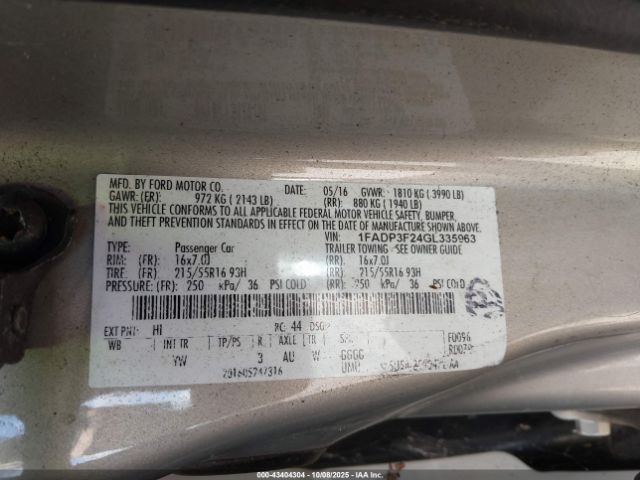 MFD. BY FORD MOTOR CO. DATE: 05/16 GVWR: 1810 KG ( 3990 LB)
GAWR: (FR): 972 KG ( 2143 LB) (RR): 880 KG ( 1940 LB)
THIS VEHICLE CONFORMS TO ALL APPLICABLE FEDERAL MOTOR VEHICLE SAFETY, BUMPER,
AND THEFT PREVENTION STANDARDS IN EFFECT ON THE DATE OF MANUFACTURE SHOWN ABOVE.
VIN: 1FADP3F24GL335963
TYPE: Passenger Car TRAILER TOWING - SEE OWNER GUIDE
RIM: (FR) 16x7.0J (RR): 16x7.0J
TIRE: (FR) 215/55R16 93H (RR): 215/55R16 93H
PRESSURE: (FR) 250 kPa/ 36 PSI COLD (RR): 250 kPa/ 36 PSI COLD
EXT PNT: HI RC: 44 DSO:
WB INT TR TP/PS R AXLE TR F0096
YW 3 AU W GGGG
UMC
000-43404304 | 10/08/2025 | IAA Inc.